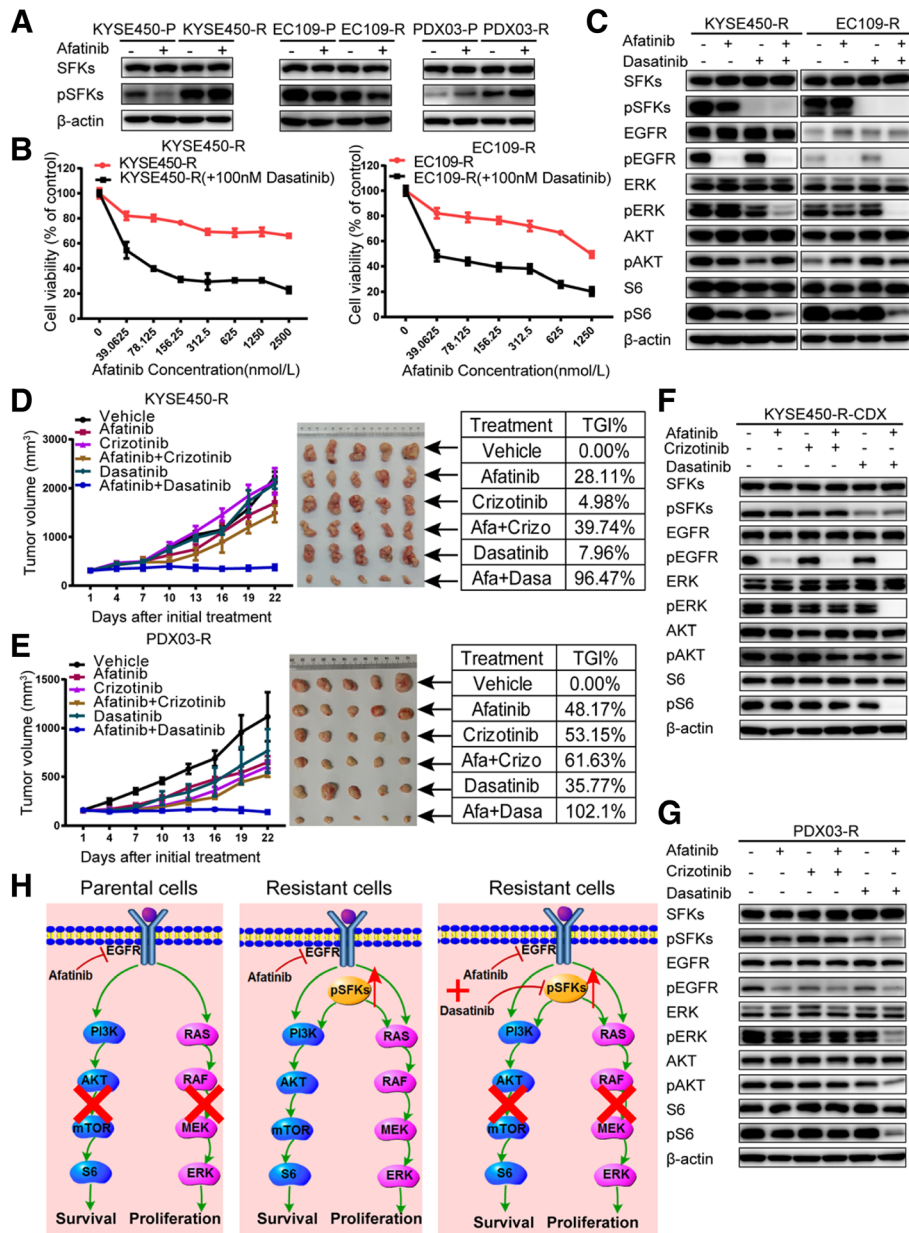 A
KYSE450-P KYSE450-R EC109-P EC109-R PDX03-P PDX03-R
Afatinib - + - + - + - + - + - +
SFKs
pSFKs
β-actin
B
KYSE450-R
KYSE450-R
KYSE450-R(+100nM Dasatinib)
Cell viability (% of control)
120
100
80
60
40
20
0
0 39.0625 78.125 156.25 312.5 625 1250 2500
Afatinib Concentration(nmol/L)
EC109-R
EC109-R
EC109-R(+100nM Dasatinib)
Cell viability (% of control)
120
100
80
60
40
20
0
0 39.0625 78.125 156.25 312.5 625 1250
Afatinib Concentration(nmol/L)
C
KYSE450-R EC109-R
Afatinib - + - + - + - +
Dasatinib - - + + - - + +
SFKs
pSFKs
EGFR
pEGFR
ERK
pERK
AKT
pAKT
S6
pS6
β-actin
D
KYSE450-R
Vehicle
Afatinib
Crizotinib
Afatinib+Crizotinib
Dasatinib
Afatinib+Dasatinib
Tumor volume (mm³)
3000
2000
1000
0
1 4 7 10 13 16 19 22
Days after initial treatment
Treatment TGI%
Vehicle 0.00%
Afatinib 28.11%
Crizotinib 4.98%
Afa+Crizo 39.74%
Dasatinib 7.96%
Afa+Dasa 96.47%
E
PDX03-R
Vehicle
Afatinib
Crizotinib
Afatinib+Crizotinib
Dasatinib
Afatinib+Dasatinib
Tumor volume (mm³)
1500
1000
500
0
1 4 7 10 13 16 19 22
Days after initial treatment
Treatment TGI%
Vehicle 0.00%
Afatinib 48.17%
Crizotinib 53.15%
Afa+Crizo 61.63%
Dasatinib 35.77%
Afa+Dasa 102.1%
F
KYSE450-R-CDX
Afatinib - + - + - +
Crizotinib - - + + - -
Dasatinib - - - - + +
SFKs
pSFKs
EGFR
pEGFR
ERK
pERK
AKT
pAKT
S6
pS6
β-actin
G
PDX03-R
Afatinib - + - + - +
Crizotinib - - + + - -
Dasatinib - - - - + +
SFKs
pSFKs
EGFR
pEGFR
ERK
pERK
AKT
pAKT
S6
pS6
β-actin
H
Parental cells
EGFR
Afatinib
PI3K RAS
AKT RAF
mTOR MEK
S6 ERK
Survival Proliferation
Resistant cells
EGFR
Afatinib
pSFKs
PI3K RAS
AKT RAF
mTOR MEK
S6 ERK
Survival Proliferation
Resistant cells
EGFR
Afatinib
+
Dasatinib
pSFKs
PI3K RAS
AKT RAF
mTOR MEK
S6 ERK
Survival Proliferation